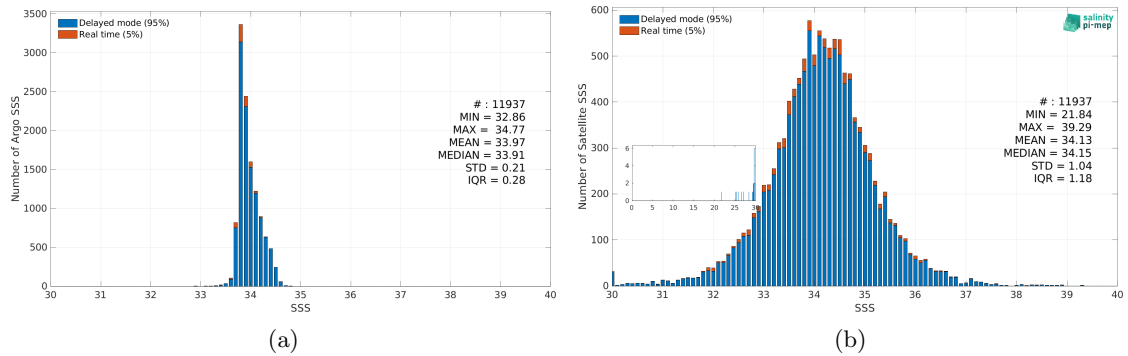 3500
3000
2500
2000
1500
1000
500
0
Number of Argo SSS
Delayed mode (95%)
Real time (5%)
# : 11937
MIN = 32.86
MAX = 34.77
MEAN = 33.97
MEDIAN = 33.91
STD = 0.21
IQR = 0.28
30 31 32 33 34 35 36 37 38 39 40
SSS
(a)
600
500
400
300
200
100
0
Number of Satellite SSS
Delayed mode (95%)
Real time (5%)
salinity
pi-mep
# : 11937
MIN = 21.84
MAX = 39.29
MEAN = 34.13
MEDIAN = 34.15
STD = 1.04
IQR = 1.18
6
4
2
0
0 5 10 15 20 25 30
30 31 32 33 34 35 36 37 38 39 40
SSS
(b)